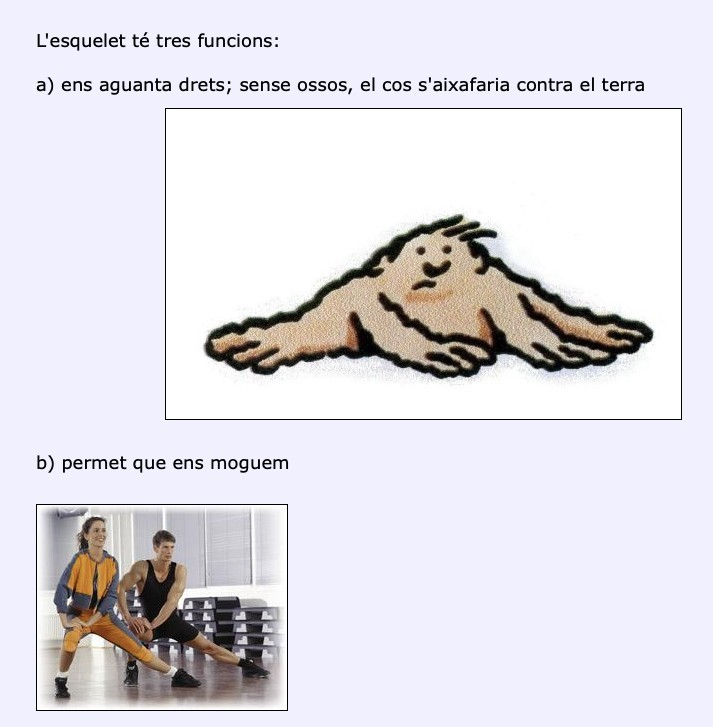 L'esquelet té tres funcions:
a) ens aguanta drets; sense ossos, el cos s'aixafaria contra el terra
b) permet que ens moguem